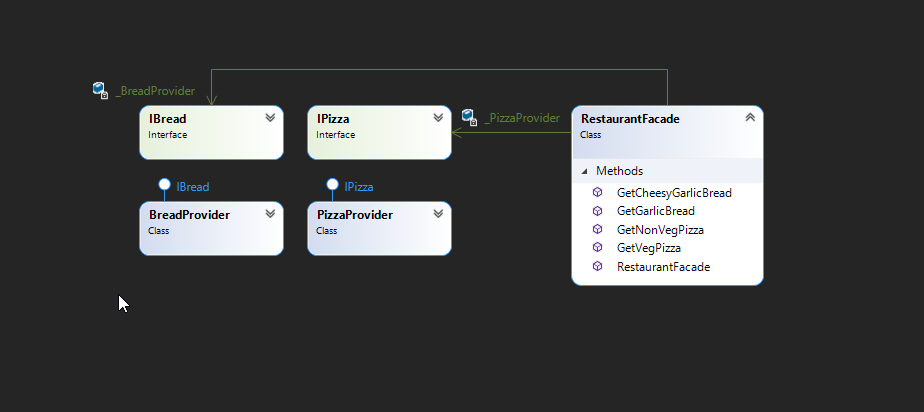 _BreadProvider
IBread
Interface
IPizza
Interface
_PizzaProvider
RestaurantFacade
Class
Methods
GetCheesyGarlicBread
GetGarlicBread
GetNonVegPizza
GetVegPizza
RestaurantFacade
IBread
BreadProvider
Class
IPizza
PizzaProvider
Class